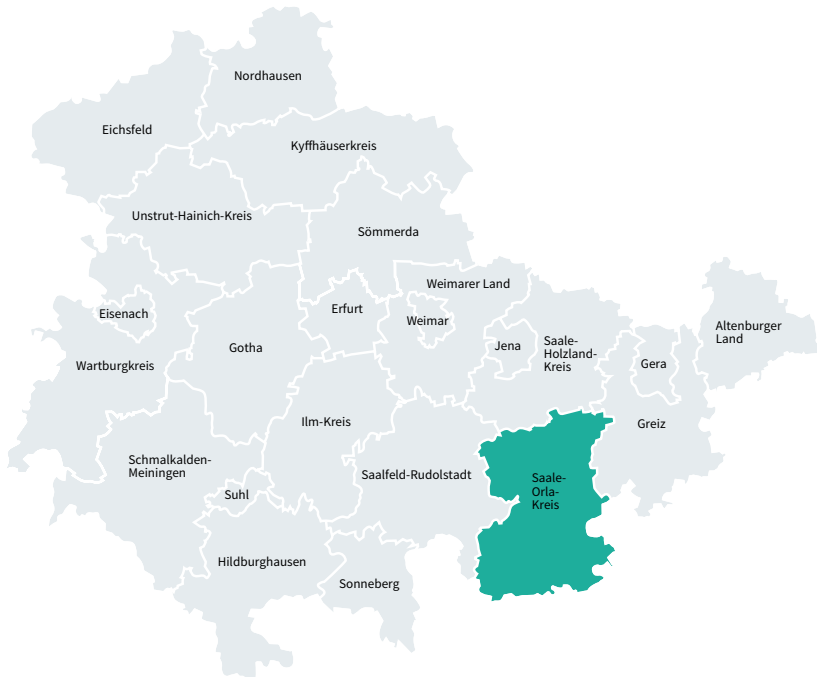 Nordhausen
Eichsfeld
Kyffhäuserkreis
Unstrut-Hainich-Kreis
Sömmerda
Weimarer Land
Eisenach
Erfurt
Weimar
Altenburger
Land
Gotha
Jena
Saale-
Holzland-
Kreis
Gera
Wartburgkreis
Ilm-Kreis
Greiz
Schmalkalden-
Meiningen
Saalfeld-Rudolstadt
Saale-
Orla-
Kreis
Suhl
Hildburghausen
Sonneberg